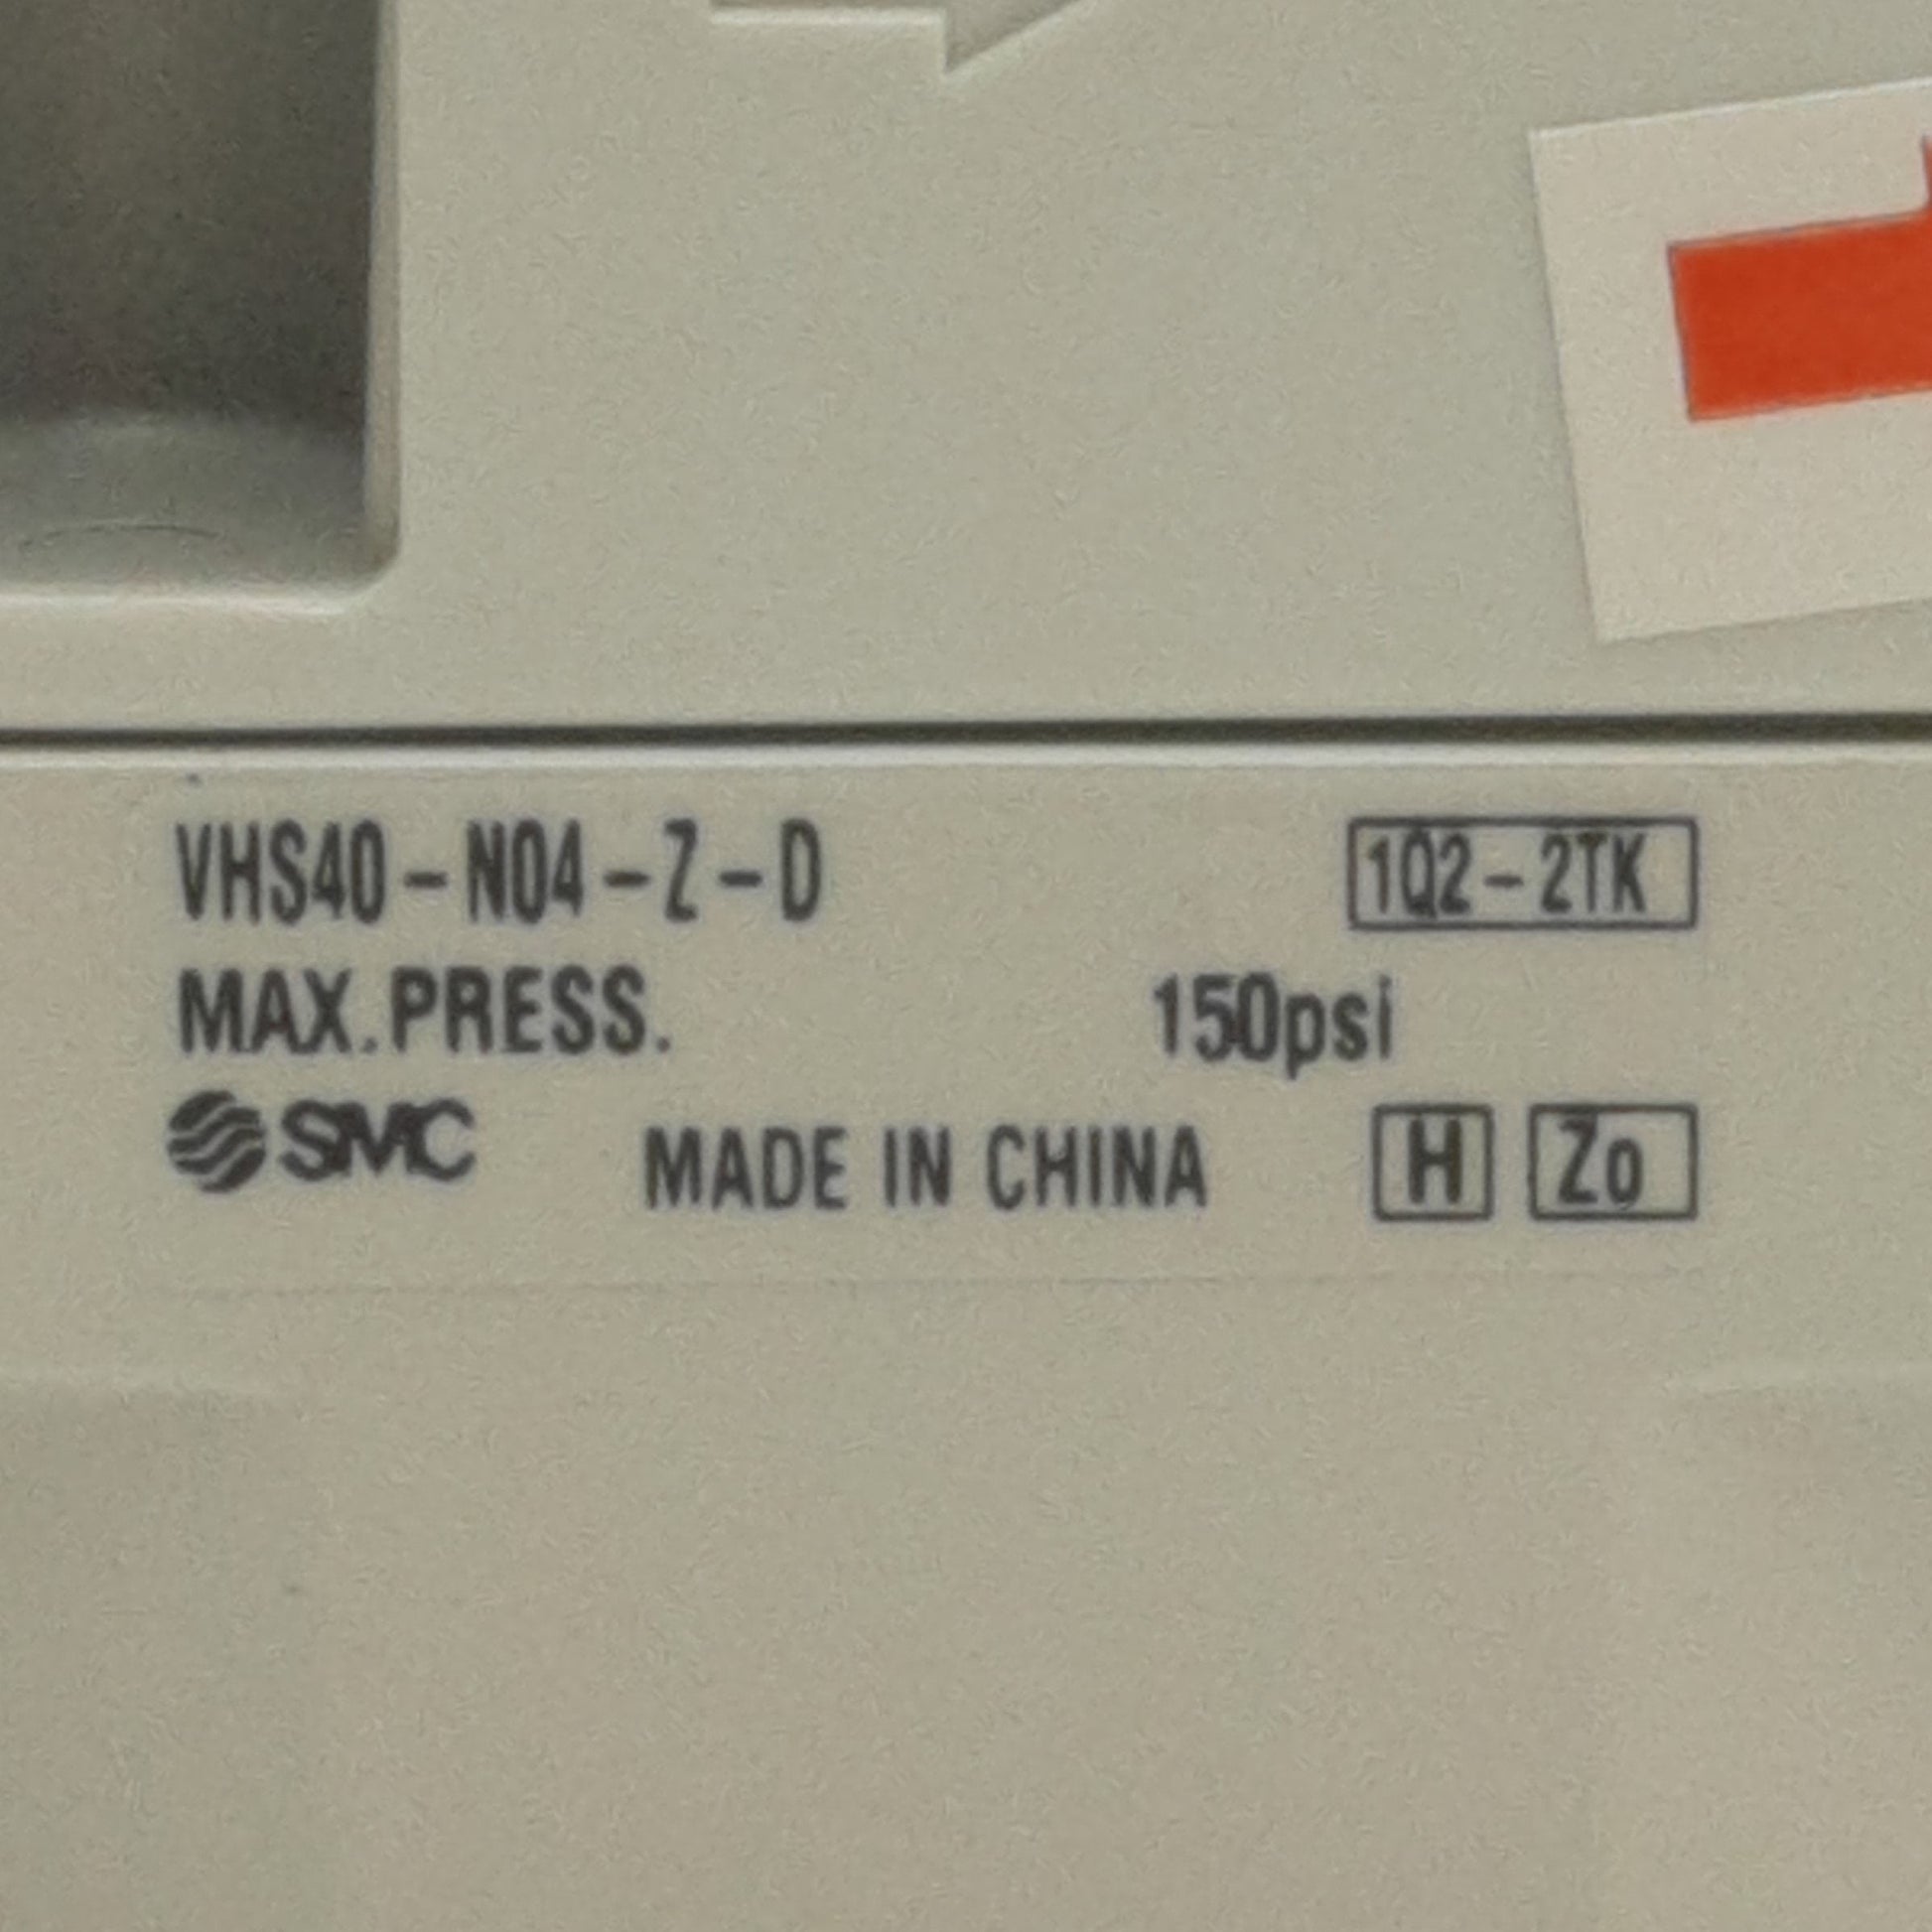 VHS40-N04-Z-D 1Q2-2TK
MAX.PRESS. 150psi
SMC MADE IN CHINA H Zo